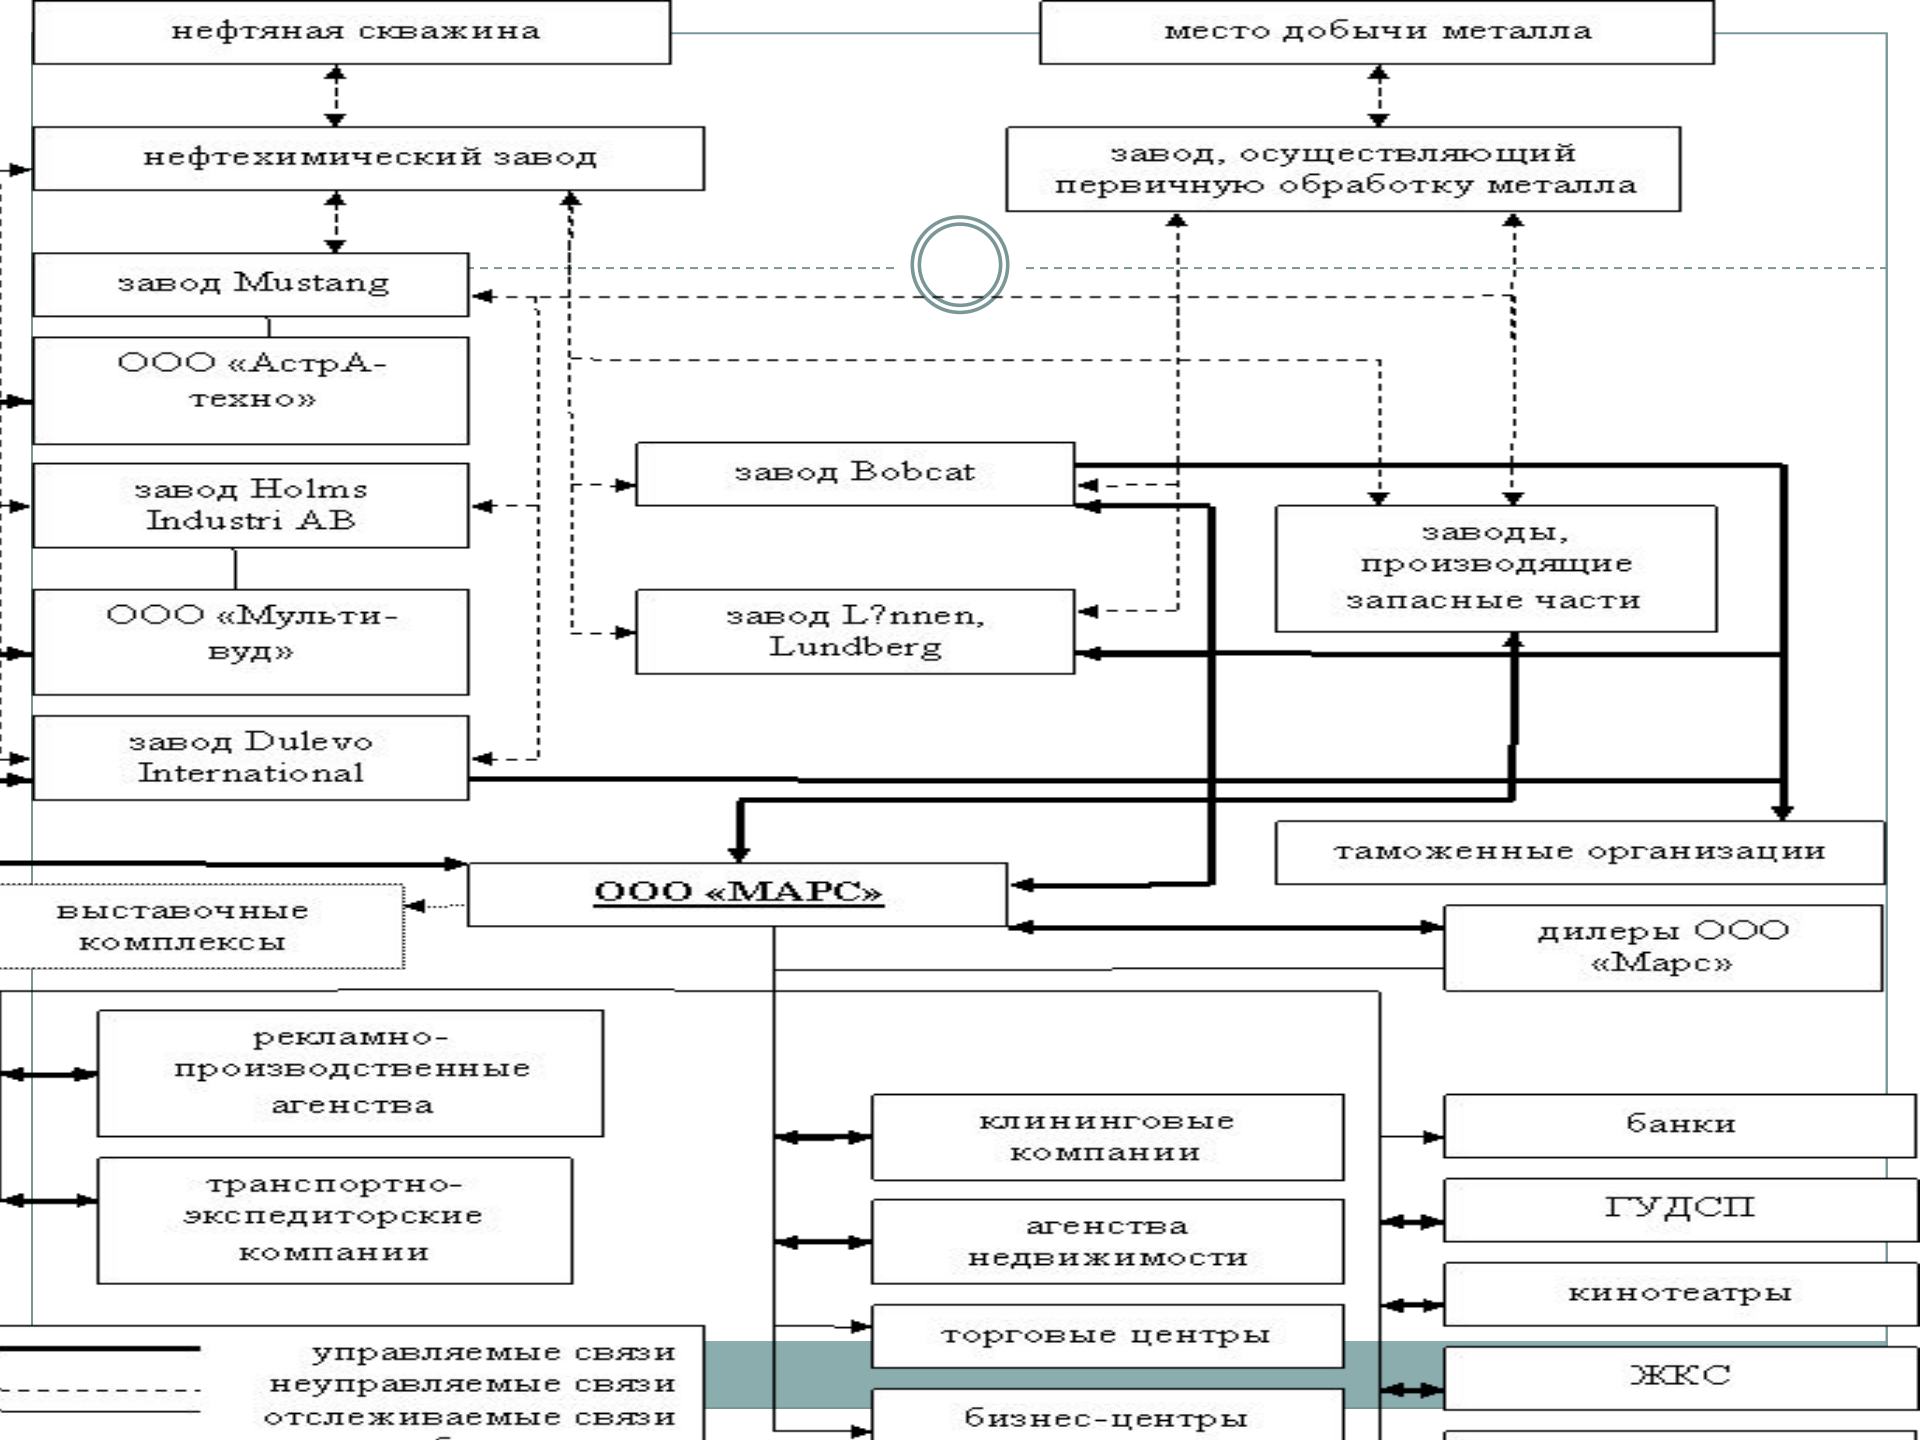 нефтяная скважина
место добычи металла
нефтехимический завод
завод, осуществляющий
первичную обработку металла
завод Mustang
ООО «АстрА-
техно»
завод Holms
Industri AB
ООО «Мульти-
вуд»
завод Dulevo
International
завод Bobcat
завод L?nnen,
Lundberg
заводы,
производящие
запасные части
таможенные организации
ООО «МАРС»
выставочные
комплексы
дилеры ООО
«Марс»
рекламно-
производственные
агенства
транспортно-
экспедиторские
компании
клининговые
компании
агенства
недвижимости
торговые центры
бизнес-центры
банки
ГУДСП
кинотеатры
ЖКС
управляемые связи
неуправляемые связи
отслеживаемые связи